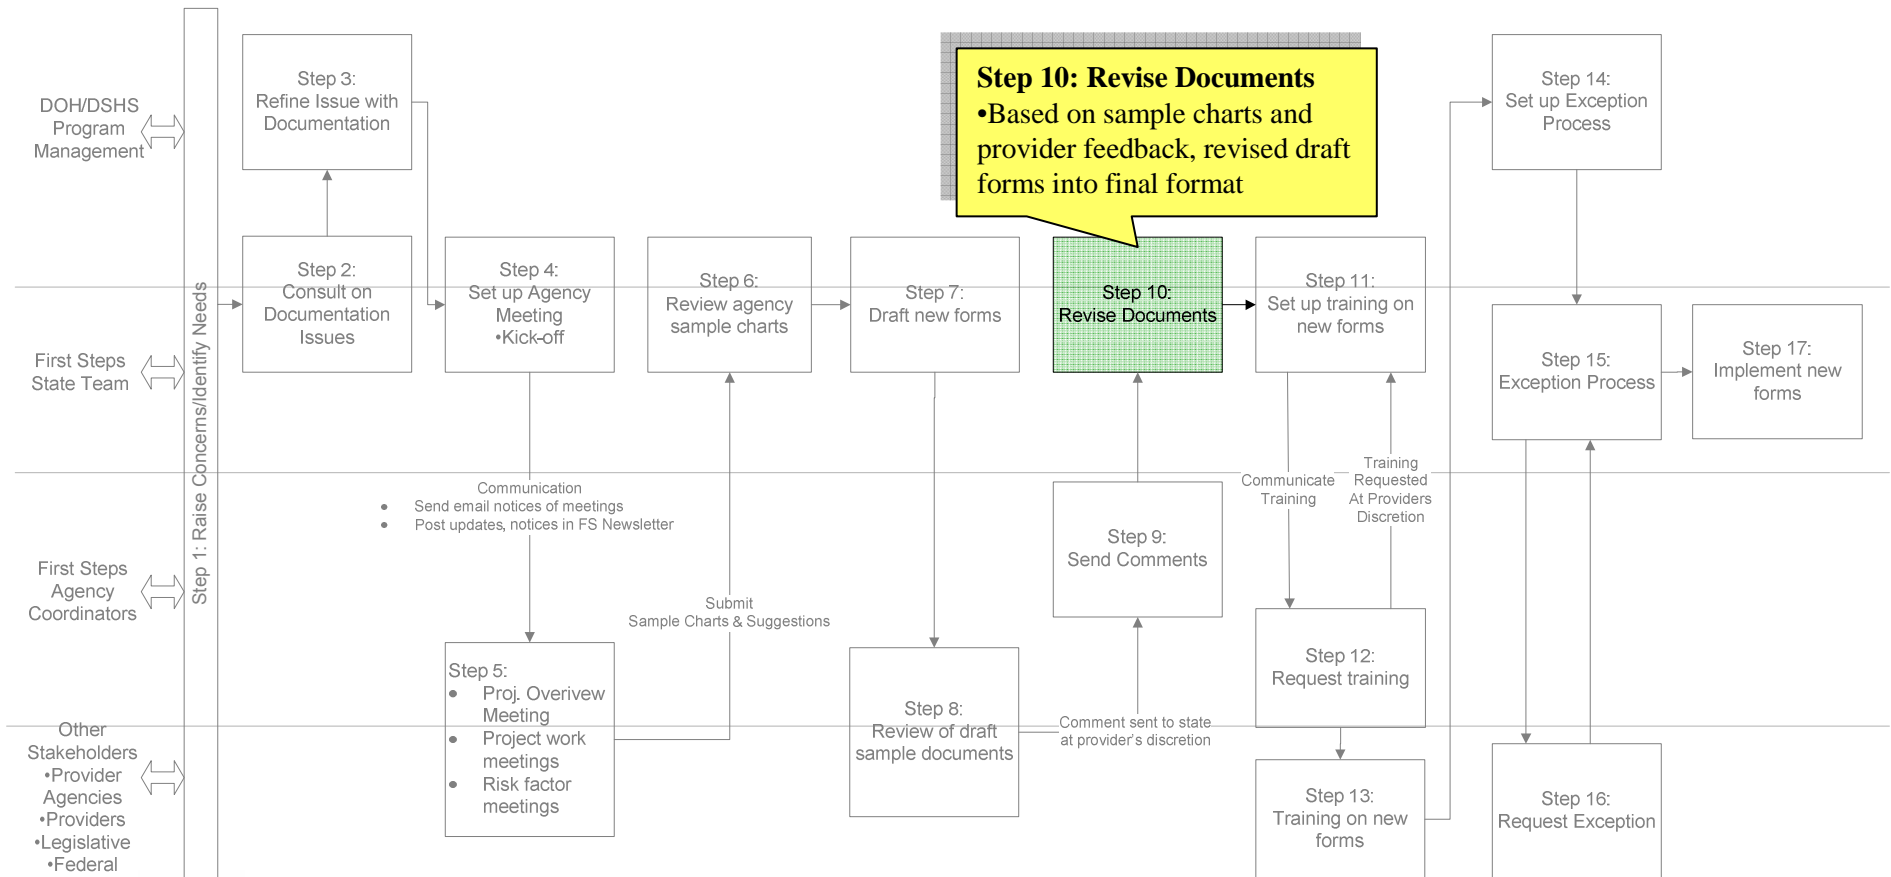 DOH/DSHS
Program
Management
First Steps
State Team
First Steps
Agency
Coordinators
Other
Stakeholders
•Provider
Agencies
•Providers
•Legislative
•Federal
Step 1: Raise Concerns/Identify Needs
Step 3:
Refine Issue with
Documentation
Step 2:
Consult on
Documentation
Issues
Step 4:
Set up Agency
Meeting
•Kick-off
Communication
● Send email notices of meetings
● Post updates, notices in FS Newsletter
Step 5:
● Proj. Overivew
Meeting
● Project work
meetings
● Risk factor
meetings
Submit
Sample Charts & Suggestions
Step 6:
Review agency
sample charts
Step 7:
Draft new forms
Step 8:
Review of draft
sample documents
Comment sent to state
at provider's discretion
Step 9:
Send Comments
Step 10: Revise Documents
•Based on sample charts and
provider feedback, revised draft
forms into final format
Step 10:
Revise Documents
Step 11:
Set up training on
new forms
Communicate
Training
Training
Requested
At Providers
Discretion
Step 12:
Request training
Step 13:
Training on new
forms
Step 14:
Set up Exception
Process
Step 15:
Exception Process
Step 16:
Request Exception
Step 17:
Implement new
forms